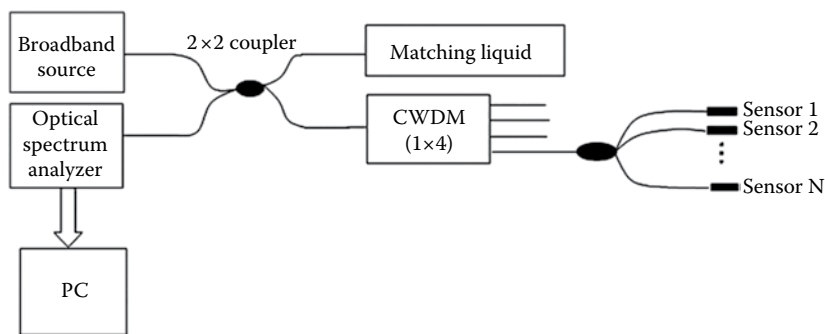 Broadband
source
2×2 coupler
Matching liquid
Optical
spectrum
analyzer
CWDM
(1×4)
Sensor 1
Sensor 2
Sensor N
PC